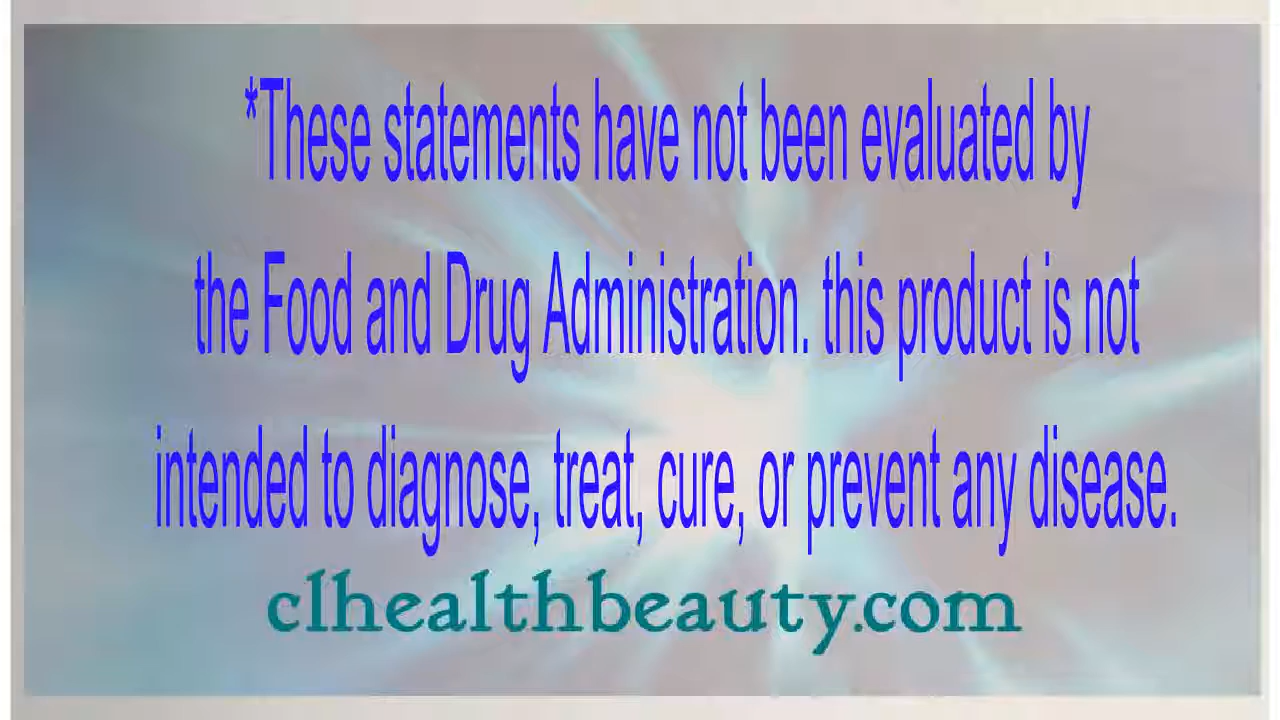 *These statements have not been evaluated by
the Food and Drug Administration. this product is not
intended to diagnose, treat, cure, or prevent any disease.
clhealthbeauty.com